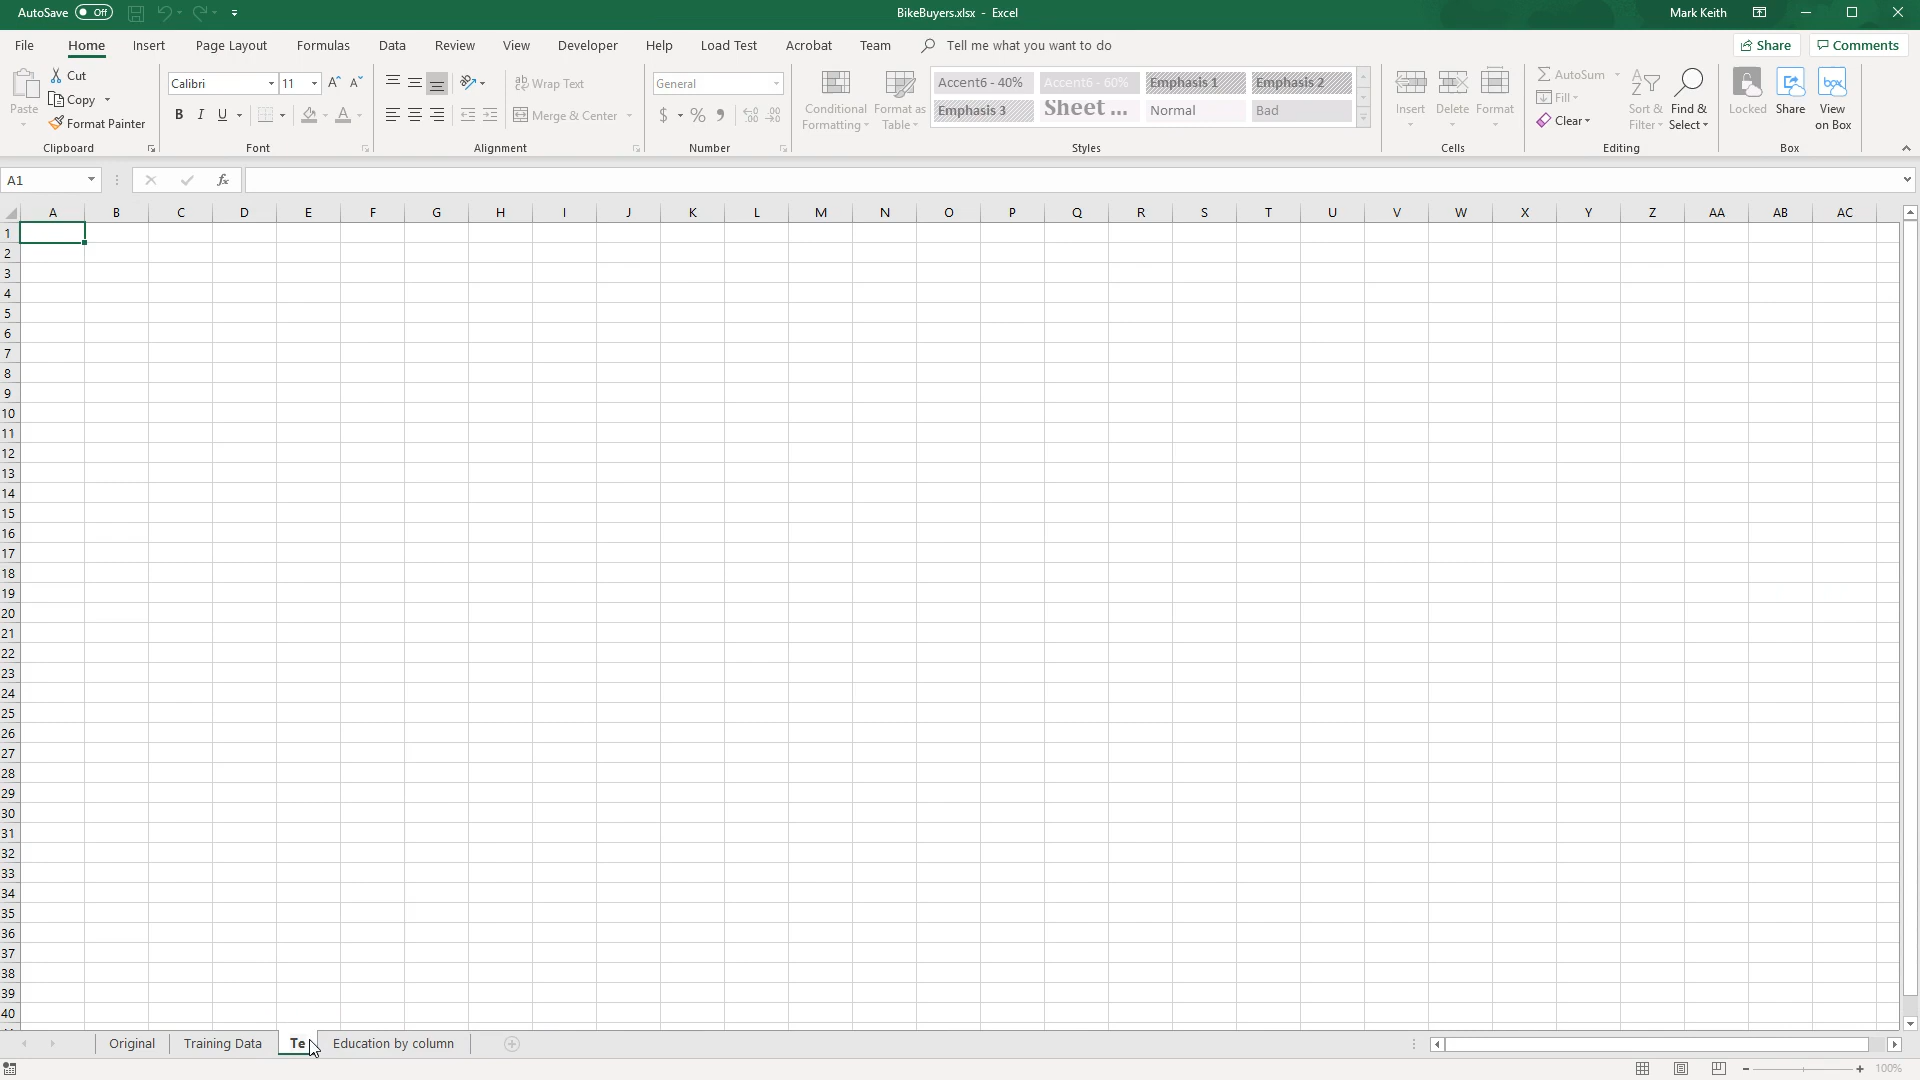 AutoSave Off BikeBuyers.xlsx - Excel Mark Keith
File Home Insert Page Layout Formulas Data Review View Developer Help Load Test Acrobat Team Tell me what you want to do Share Comments
Paste
Cut
Copy
Format Painter
Clipboard
Calibri 11
B I U
Font
Wrap Text
Merge & Center
Alignment
General
$ % ,
Number
Conditional Formatting
Format as Table
Accent6 - 40% Accent6 - 60% Emphasis 1 Emphasis 2
Emphasis 3 Sheet ... Normal Bad
Styles
Insert Delete Format
Cells
AutoSum
Fill
Clear
Sort & Filter
Find & Select
Editing
Locked Share View on Box
Box
A1 fx
A B C D E F G H I J K L M N O P Q R S T U V W X Y Z AA AB AC
1
2
3
4
5
6
7
8
9
10
11
12
13
14
15
16
17
18
19
20
21
22
23
24
25
26
27
28
29
30
31
32
33
34
35
36
37
38
39
40
Original Training Data Te Education by column
100%